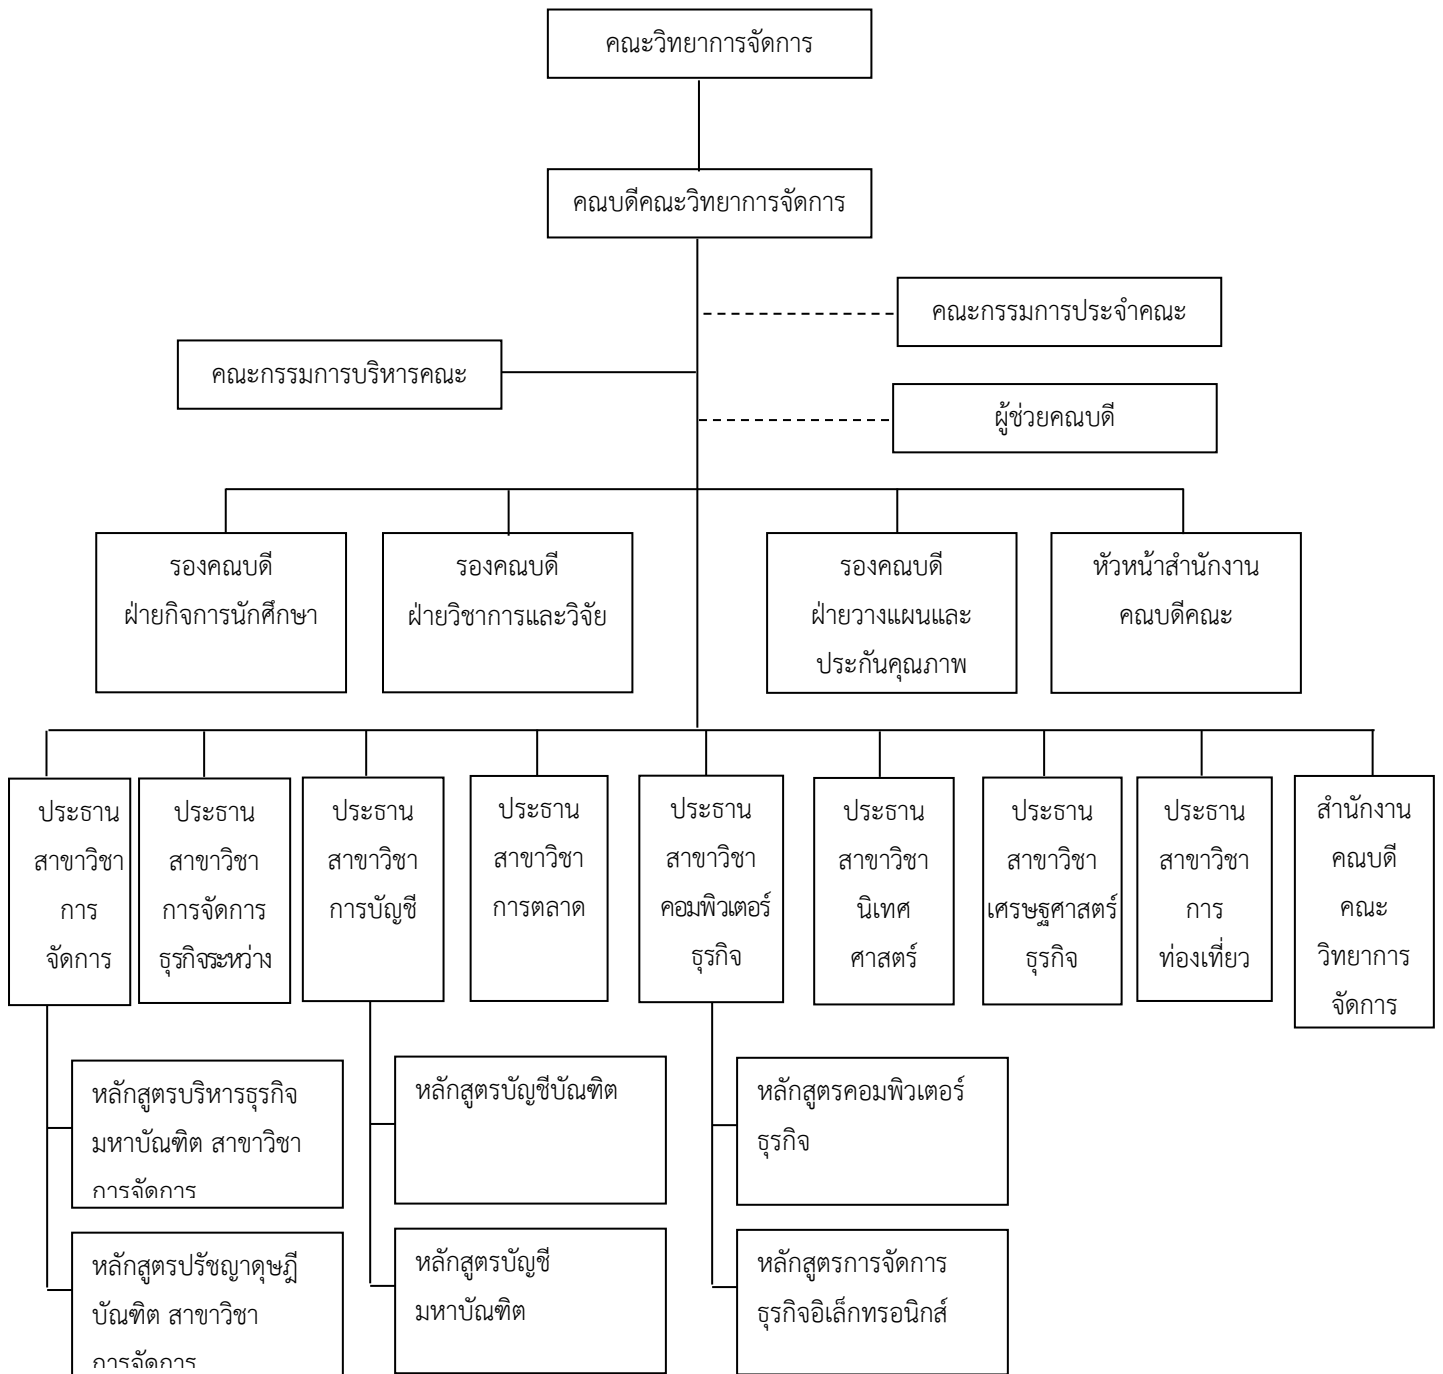 คณะวิทยาการจัดการ
คณบดีคณะวิทยาการจัดการ
คณะกรรมการประจำคณะ
คณะกรรมการบริหารคณะ
ผู้ช่วยคณบดี
รองคณบดี
ฝ่ายกิจการนักศึกษา
รองคณบดี
ฝ่ายวิชาการและวิจัย
รองคณบดี
ฝ่ายวางแผนและ
ประกันคุณภาพ
หัวหน้าสำนักงาน
คณบดีคณะ
ประธาน
สาขาวิชา
การ
จัดการ
ประธาน
สาขาวิชา
การจัดการ
ธุรกิจระหว่าง
ประธาน
สาขาวิชา
การบัญชี
ประธาน
สาขาวิชา
การตลาด
ประธาน
สาขาวิชา
คอมพิวเตอร์
ธุรกิจ
ประธาน
สาขาวิชา
นิเทศ
ศาสตร์
ประธาน
สาขาวิชา
เศรษฐศาสตร์
ธุรกิจ
ประธาน
สาขาวิชา
การ
ท่องเที่ยว
สำนักงาน
คณบดี
คณะ
วิทยาการ
จัดการ
หลักสูตรบริหารธุรกิจ
มหาบัณฑิต สาขาวิชา
การจัดการ
หลักสูตรบัญชีบัณฑิต
หลักสูตรคอมพิวเตอร์
ธุรกิจ
หลักสูตรปรัชญาดุษฎี
บัณฑิต สาขาวิชา
การจัดการ
หลักสูตรบัญชี
มหาบัณฑิต
หลักสูตรการจัดการ
ธุรกิจอิเล็กทรอนิกส์